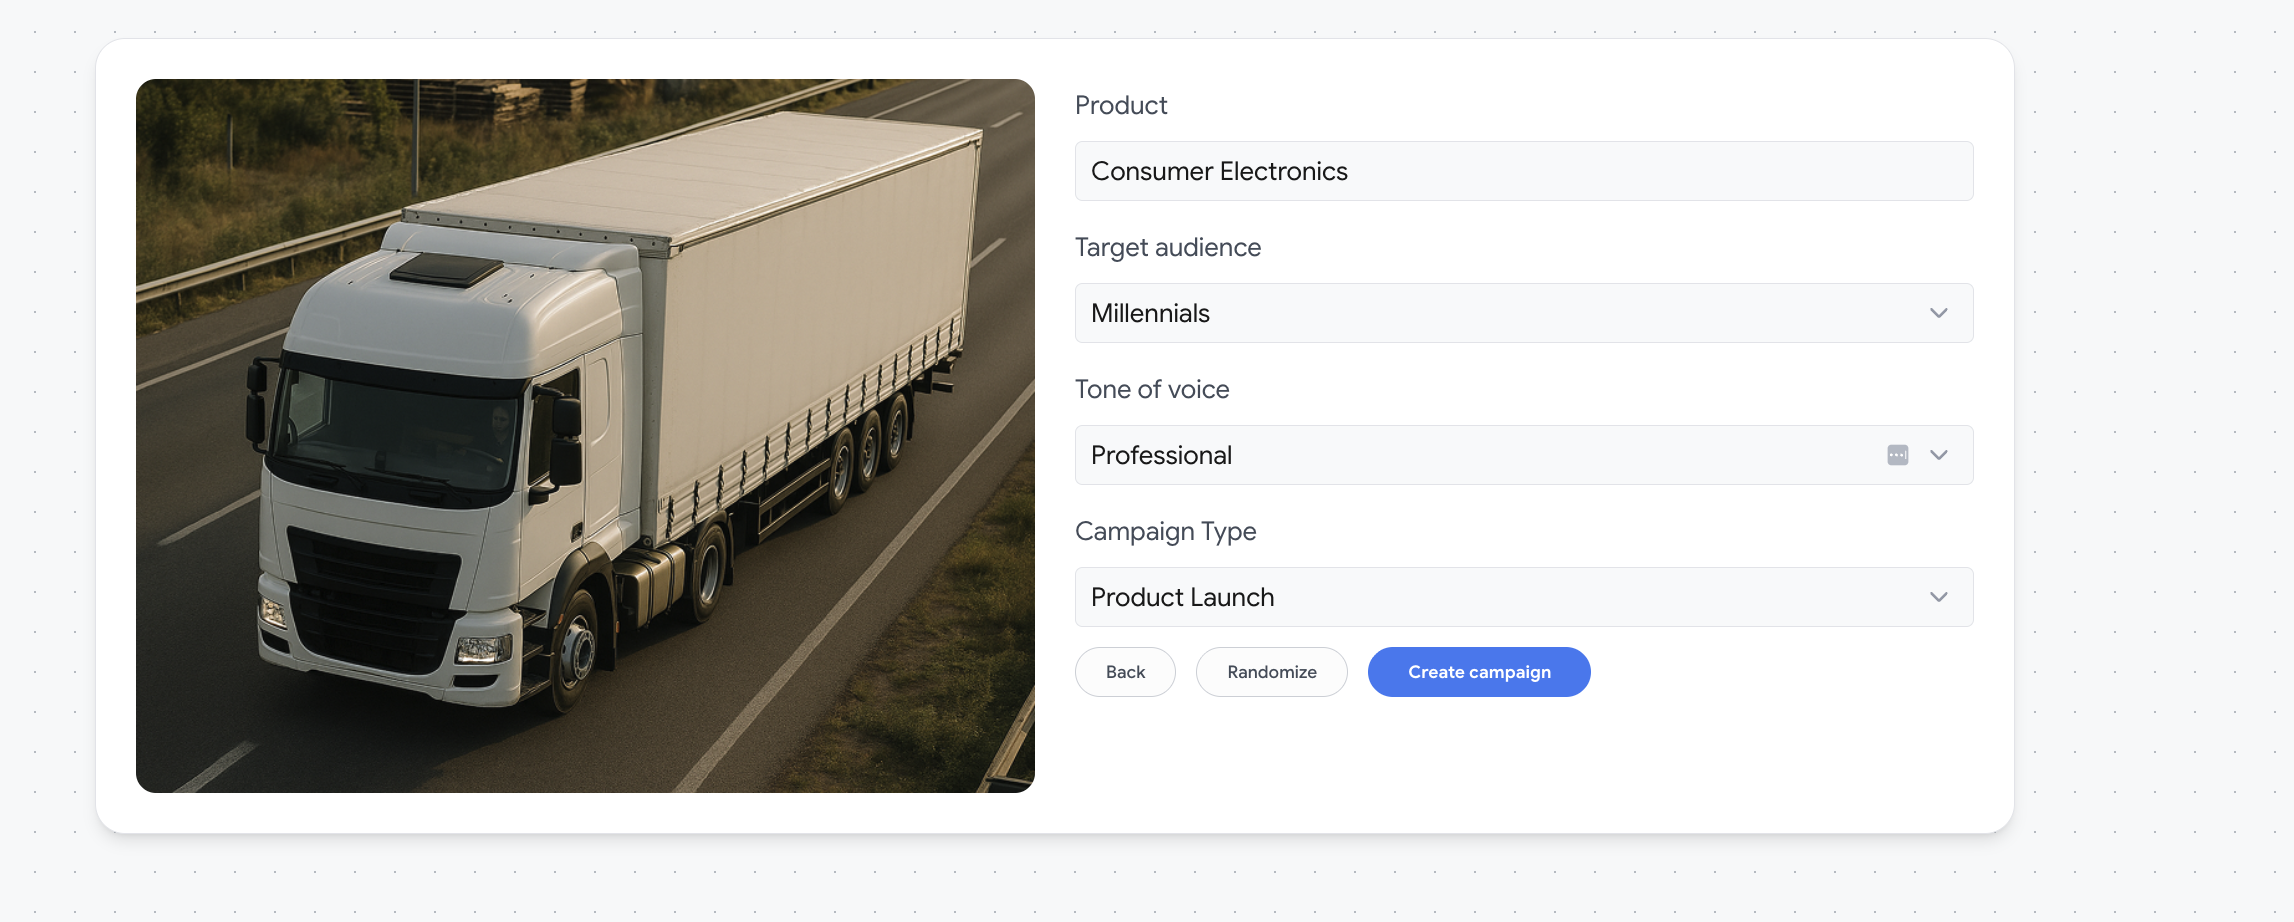 Product
Consumer Electronics
Target audience
Millennials
Tone of voice
Professional
Campaign Type
Product Launch
Back
Randomize
Create campaign